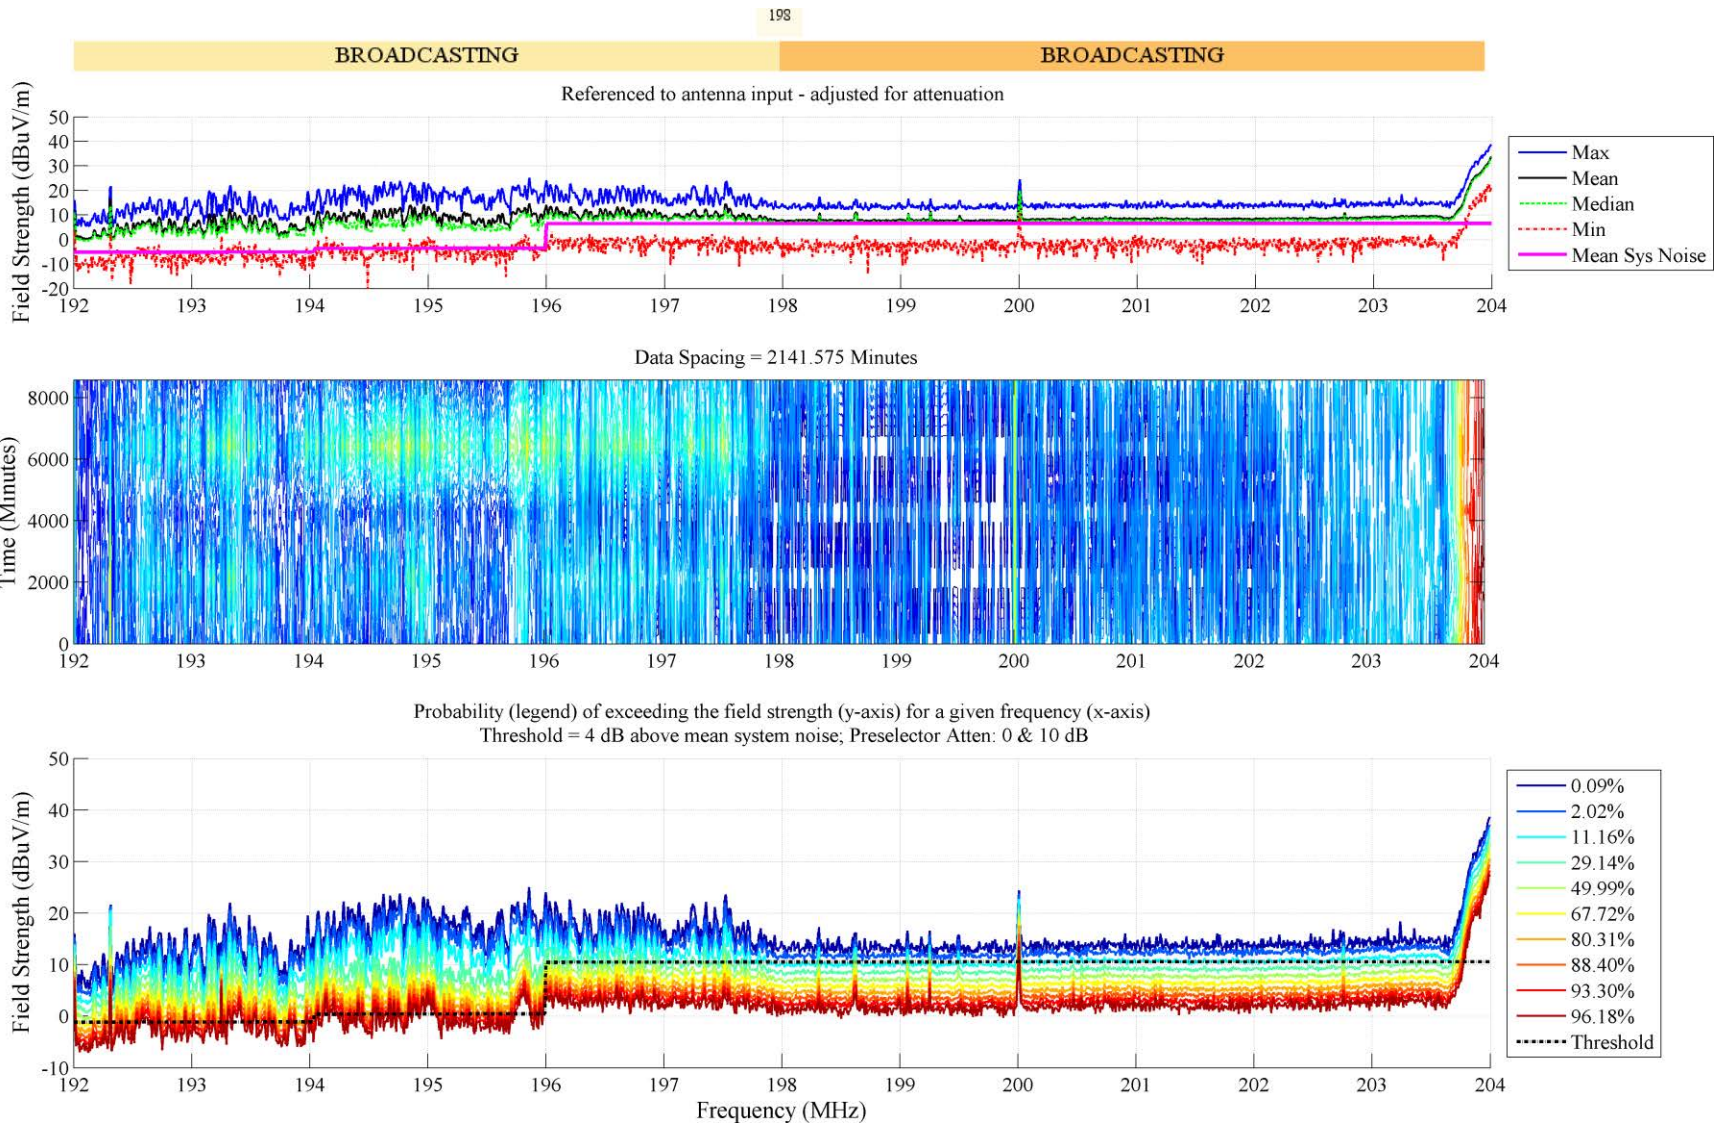 198
BROADCASTING BROADCASTING
Referenced to antenna input - adjusted for attenuation
Field Strength (dBuV/m)
50
40
30
20
10
0
-10
-20
192 193 194 195 196 197 198 199 200 201 202 203 204
Max
Mean
Median
Min
Mean Sys Noise
Data Spacing = 2141.575 Minutes
Time (Minutes)
8000
6000
4000
2000
0
192 193 194 195 196 197 198 199 200 201 202 203 204
Probability (legend) of exceeding the field strength (y-axis) for a given frequency (x-axis)
Threshold = 4 dB above mean system noise; Preselector Atten: 0 & 10 dB
Field Strength (dBuV/m)
50
40
30
20
10
0
-10
192 193 194 195 196 197 198 199 200 201 202 203 204
Frequency (MHz)
0.09%
2.02%
11.16%
29.14%
49.99%
67.72%
80.31%
88.40%
93.30%
96.18%
Threshold